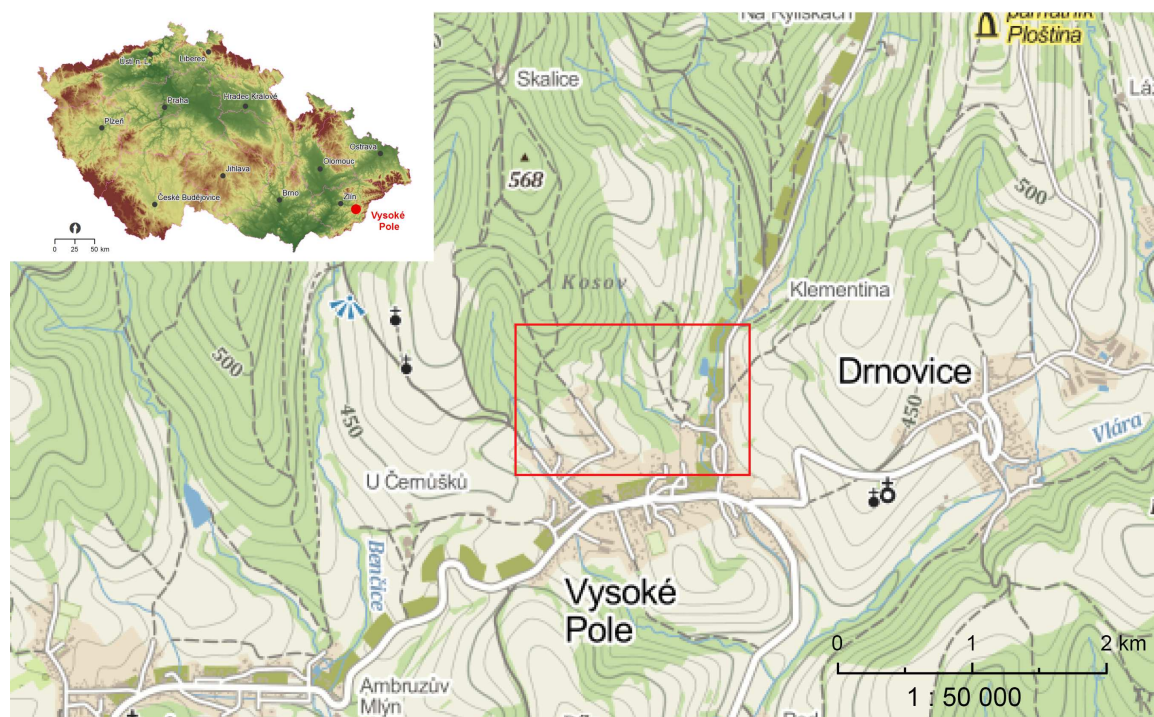 Ústí n. L.
Liberec
Hradec Králové
Praha
Plzeň
Ostrava
Olomouc
Jihlava
Brno
Zlín
České Budějovice
Vysoké
Pole
0 25 50 km
Na Rýliskách
památník
Ploština
Skalice
568
500
Kosov
Klementina
Drnovice
500
450
450
Vlára
U Černůšků
Benčice
Vysoké
Pole
Ambruzův
Mlýn
0 1 2 km
1 : 50 000